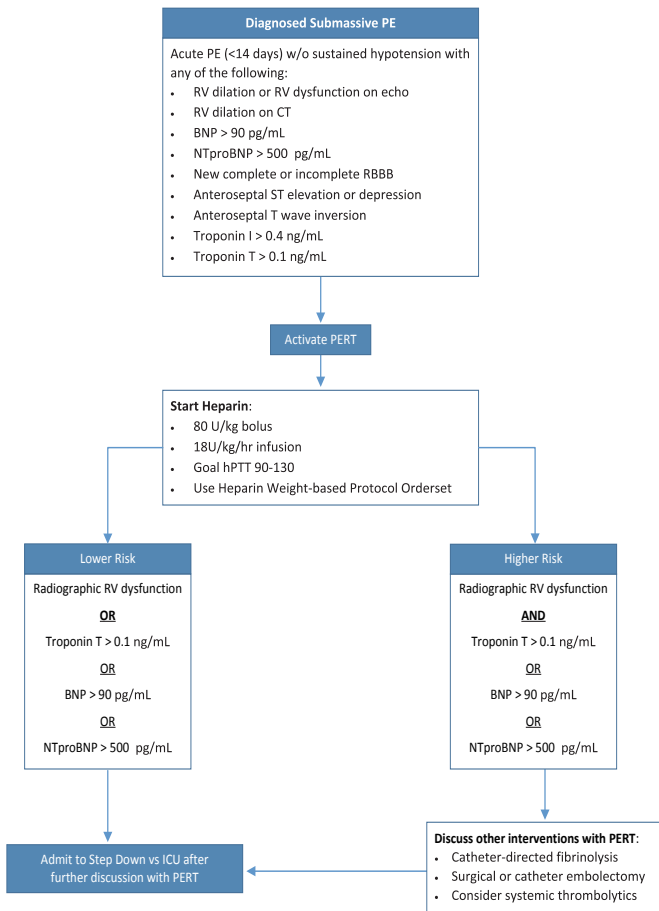 Diagnosed Submassive PE
Acute PE (<14 days) w/o sustained hypotension with
any of the following:
• RV dilation or RV dysfunction on echo
• RV dilation on CT
• BNP > 90 pg/mL
• NTproBNP > 500 pg/mL
• New complete or incomplete RBBB
• Anteroseptal ST elevation or depression
• Anteroseptal T wave inversion
• Troponin I > 0.4 ng/mL
• Troponin T > 0.1 ng/mL
Activate PERT
Start Heparin:
• 80 U/kg bolus
• 18U/kg/hr infusion
• Goal hPTT 90-130
• Use Heparin Weight-based Protocol Orderset
Lower Risk
Radiographic RV dysfunction
OR
Troponin T > 0.1 ng/mL
OR
BNP > 90 pg/mL
OR
NTproBNP > 500 pg/mL
Higher Risk
Radiographic RV dysfunction
AND
Troponin T > 0.1 ng/mL
OR
BNP > 90 pg/mL
OR
NTproBNP > 500 pg/mL
Discuss other interventions with PERT:
• Catheter-directed fibrinolysis
• Surgical or catheter embolectomy
• Consider systemic thrombolytics
Admit to Step Down vs ICU after
further discussion with PERT